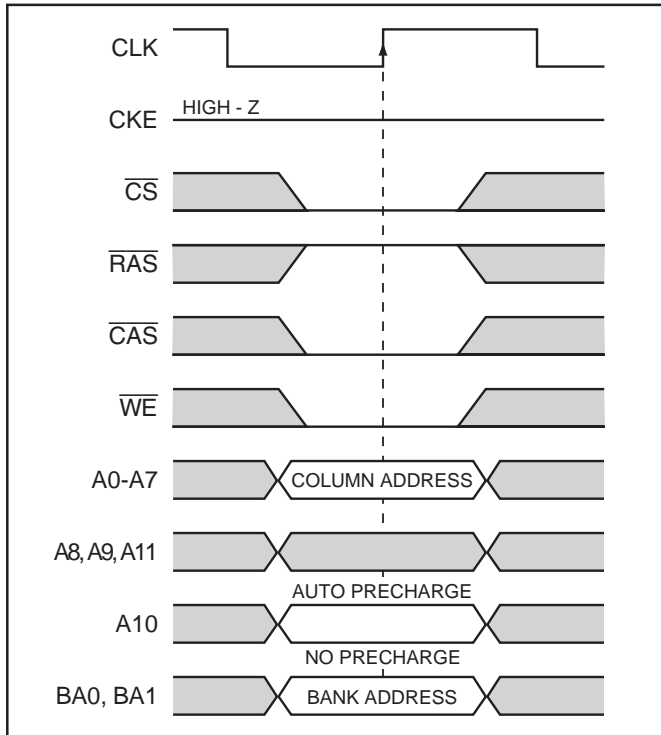 CLK
HIGH - Z
CKE
CS
RAS
CAS
WE
A0-A7 COLUMN ADDRESS
A8, A9, A11
AUTO PRECHARGE
A10
NO PRECHARGE
BA0, BA1 BANK ADDRESS